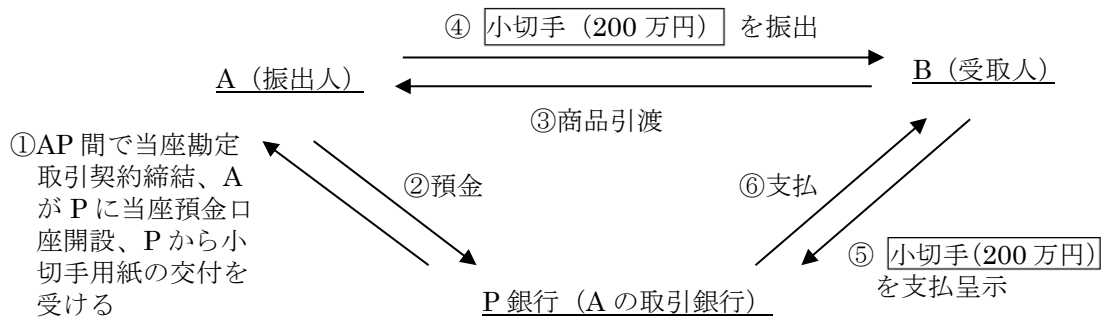 ④ 小切手（200 万円） を振出
A（振出人）
B（受取人）
③商品引渡
①AP 間で当座勘定
取引契約締結、A
が P に当座預金口
座開設、P から小
切手用紙の交付を
受ける
②預金
⑥支払
⑤ 小切手(200 万円)
を支払呈示
P 銀行（A の取引銀行）